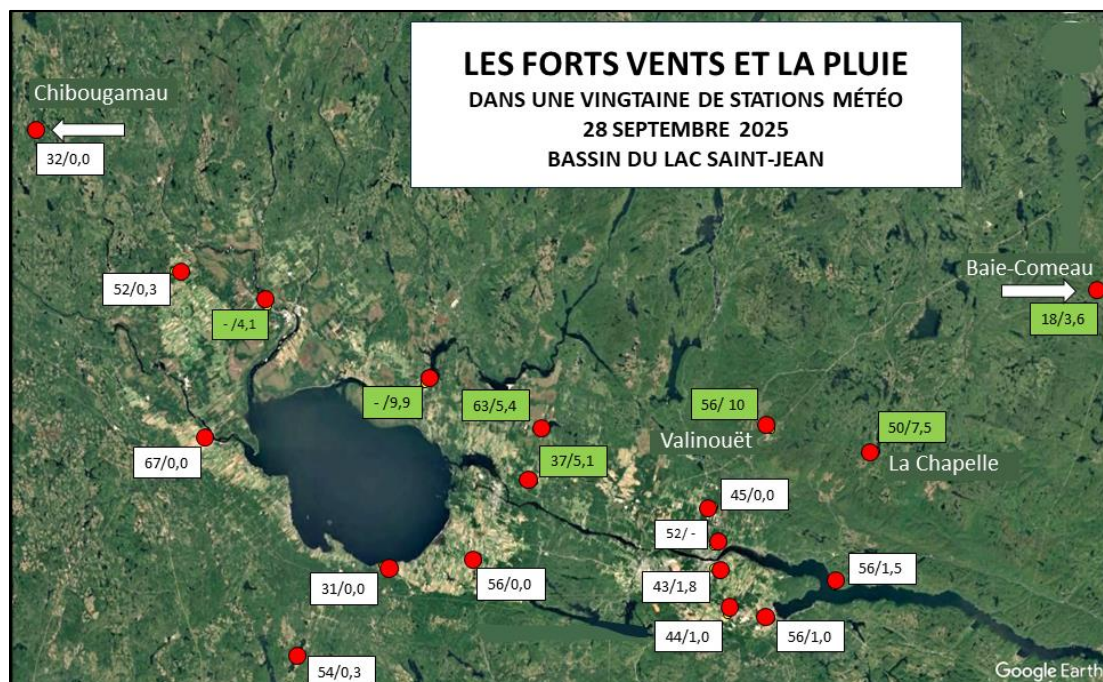 LES FORTS VENTS ET LA PLUIE
DANS UNE VINGTAINE DE STATIONS MÉTÉO
28 SEPTEMBRE 2025
BASSIN DU LAC SAINT-JEAN
Chibougamau
32/0,0
52/0,3
- /4,1
Baie-Comeau
18/3,6
- /9,9
63/5,4
56/ 10
Valinouët
50/7,5
La Chapelle
67/0,0
37/5,1
45/0,0
52/ -
31/0,0
56/0,0
43/1,8
56/1,5
44/1,0
56/1,0
54/0,3
Google Earth